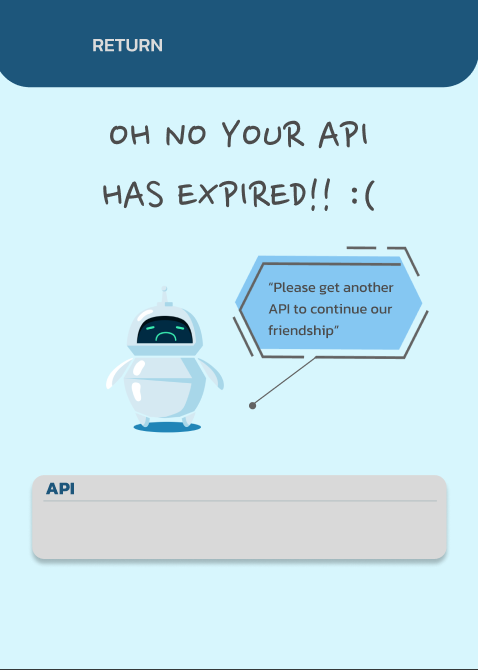 RETURN
OH NO YOUR API
HAS EXPIRED!! :(
"Please get another
API to continue our
friendship"
API